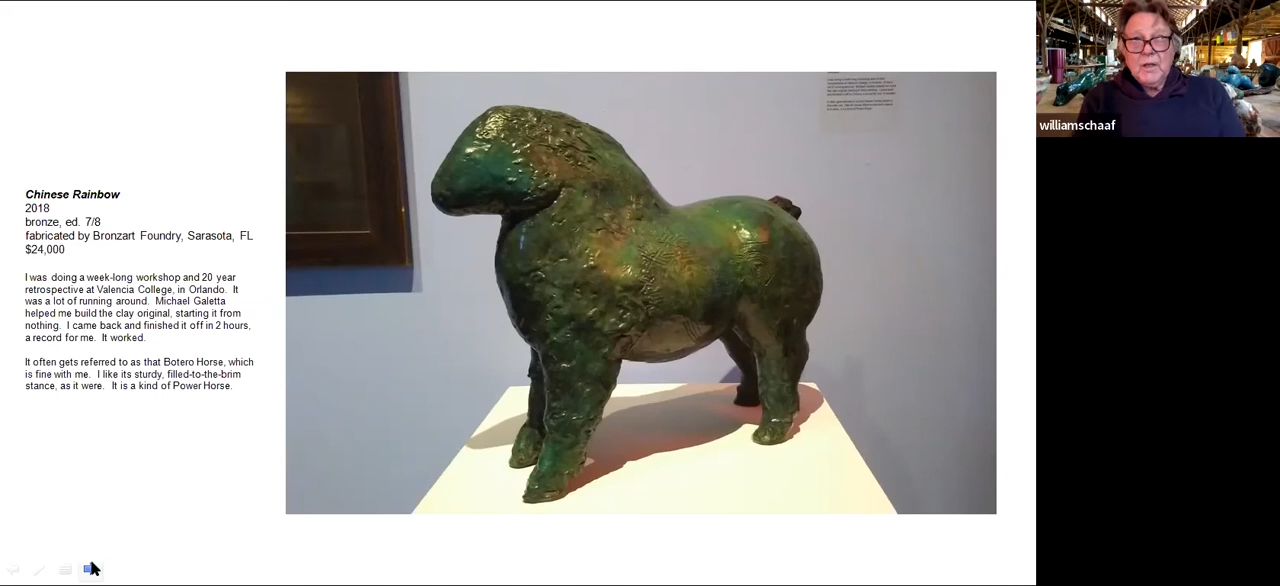 Chinese Rainbow
2018
bronze, ed. 7/8
fabricated by Bronzart Foundry, Sarasota, FL
$24,000
I was doing a week-long workshop and 20 year
retrospective at Valencia College, in Orlando. It
was a lot of running around. Michael Galetta
helped me build the clay original, starting it from
nothing. I came back and finished it off in 2 hours,
a record for me. It worked.
It often gets referred to as that Botero Horse, which
is fine with me. I like its sturdy, filled-to-the-brim
stance, as it were. It is a kind of Power Horse.
williamschaaf